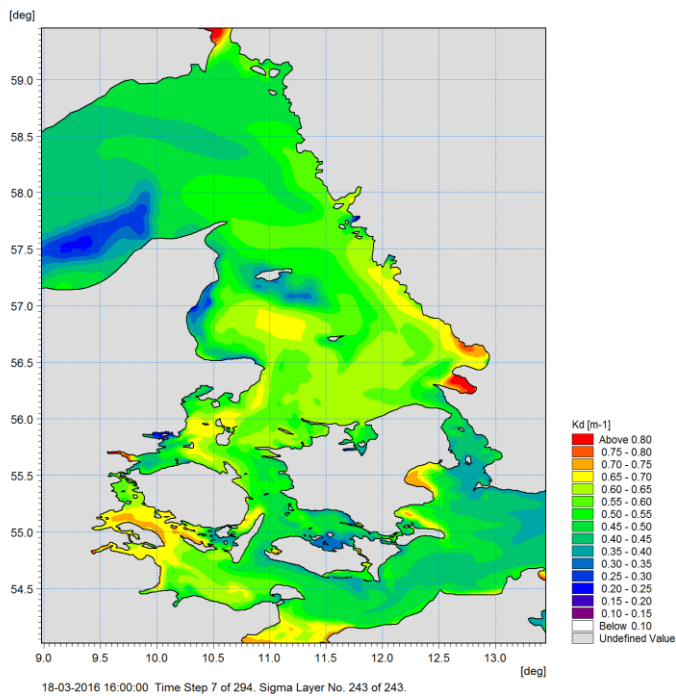 [deg]
59.0
58.5
58.0
57.5
57.0
56.5
56.0
55.5
55.0
54.5
Kd [m-1]
Above 0.80
0.75 - 0.80
0.70 - 0.75
0.65 - 0.70
0.60 - 0.65
0.55 - 0.60
0.50 - 0.55
0.45 - 0.50
0.40 - 0.45
0.35 - 0.40
0.30 - 0.35
0.25 - 0.30
0.20 - 0.25
0.15 - 0.20
0.10 - 0.15
Below 0.10
Undefined Value
9.0 9.5 10.0 10.5 11.0 11.5 12.0 12.5 13.0
[deg]
18-03-2016 16:00:00 Time Step 7 of 294. Sigma Layer No. 243 of 243.